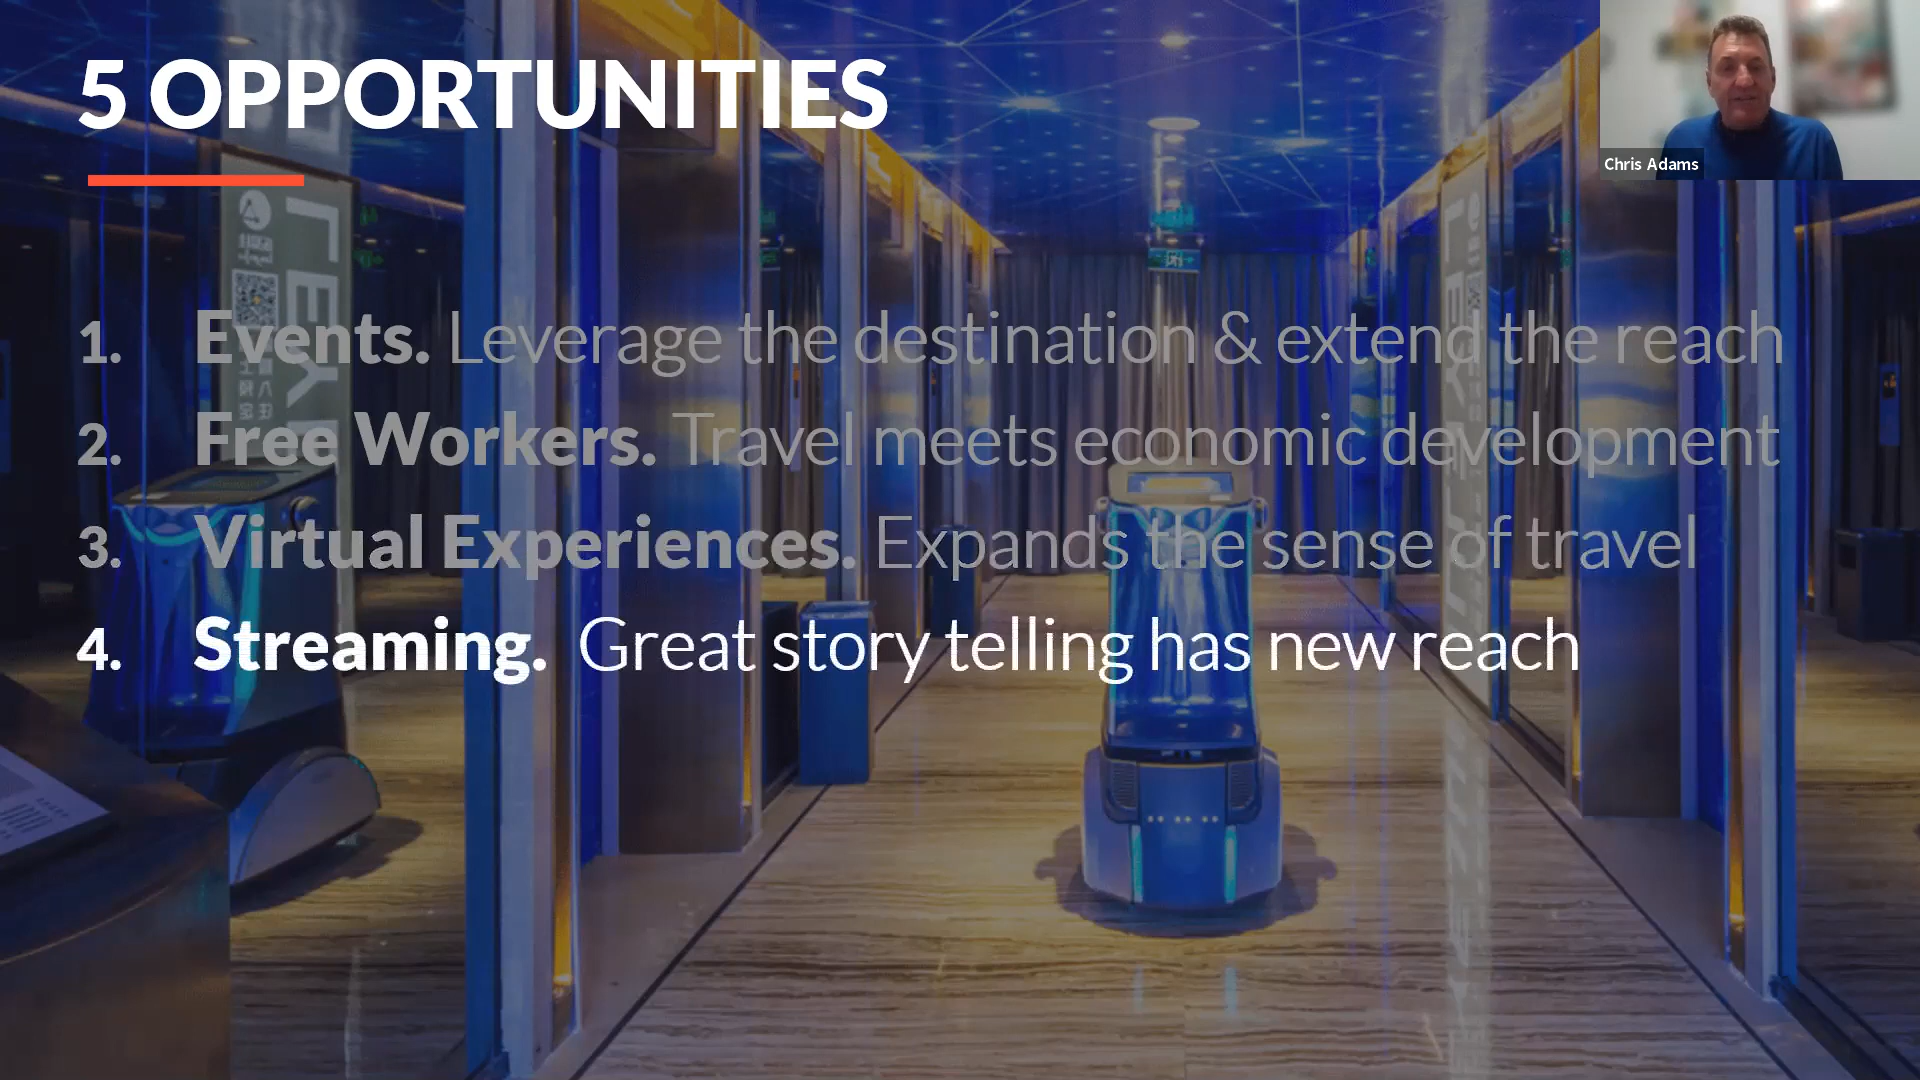 5 OPPORTUNITIES
Chris Adams
1. Events. Leverage the destination & extend the reach
2. Free Workers. Travel meets economic development
3. Virtual Experiences. Expands the sense of travel
4. Streaming. Great story telling has new reach